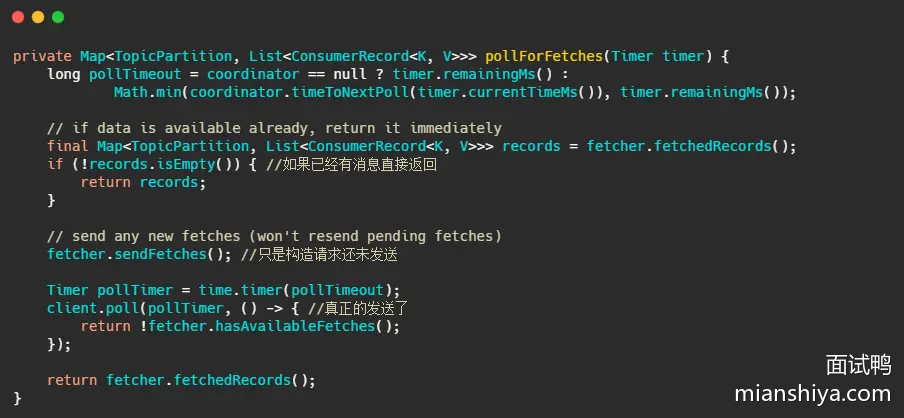 private Map<TopicPartition, List<ConsumerRecord<K, V>>> pollForFetches(Timer timer) {
    long pollTimeout = coordinator == null ? timer.remainingMs() :
            Math.min(coordinator.timeToNextPoll(timer.currentTimeMs()), timer.remainingMs());

    // if data is available already, return it immediately
    final Map<TopicPartition, List<ConsumerRecord<K, V>>> records = fetcher.fetchedRecords();
    if (!records.isEmpty()) { //如果已经有消息直接返回
        return records;
    }

    // send any new fetches (won't resend pending fetches)
    fetcher.sendFetches(); //只是构造请求还未发送

    Timer pollTimer = time.timer(pollTimeout);
    client.poll(pollTimer, () -> { //真正的发送了
        return !fetcher.hasAvailableFetches();
    });

    return fetcher.fetchedRecords();
}
面试鸭
mianshiya.com